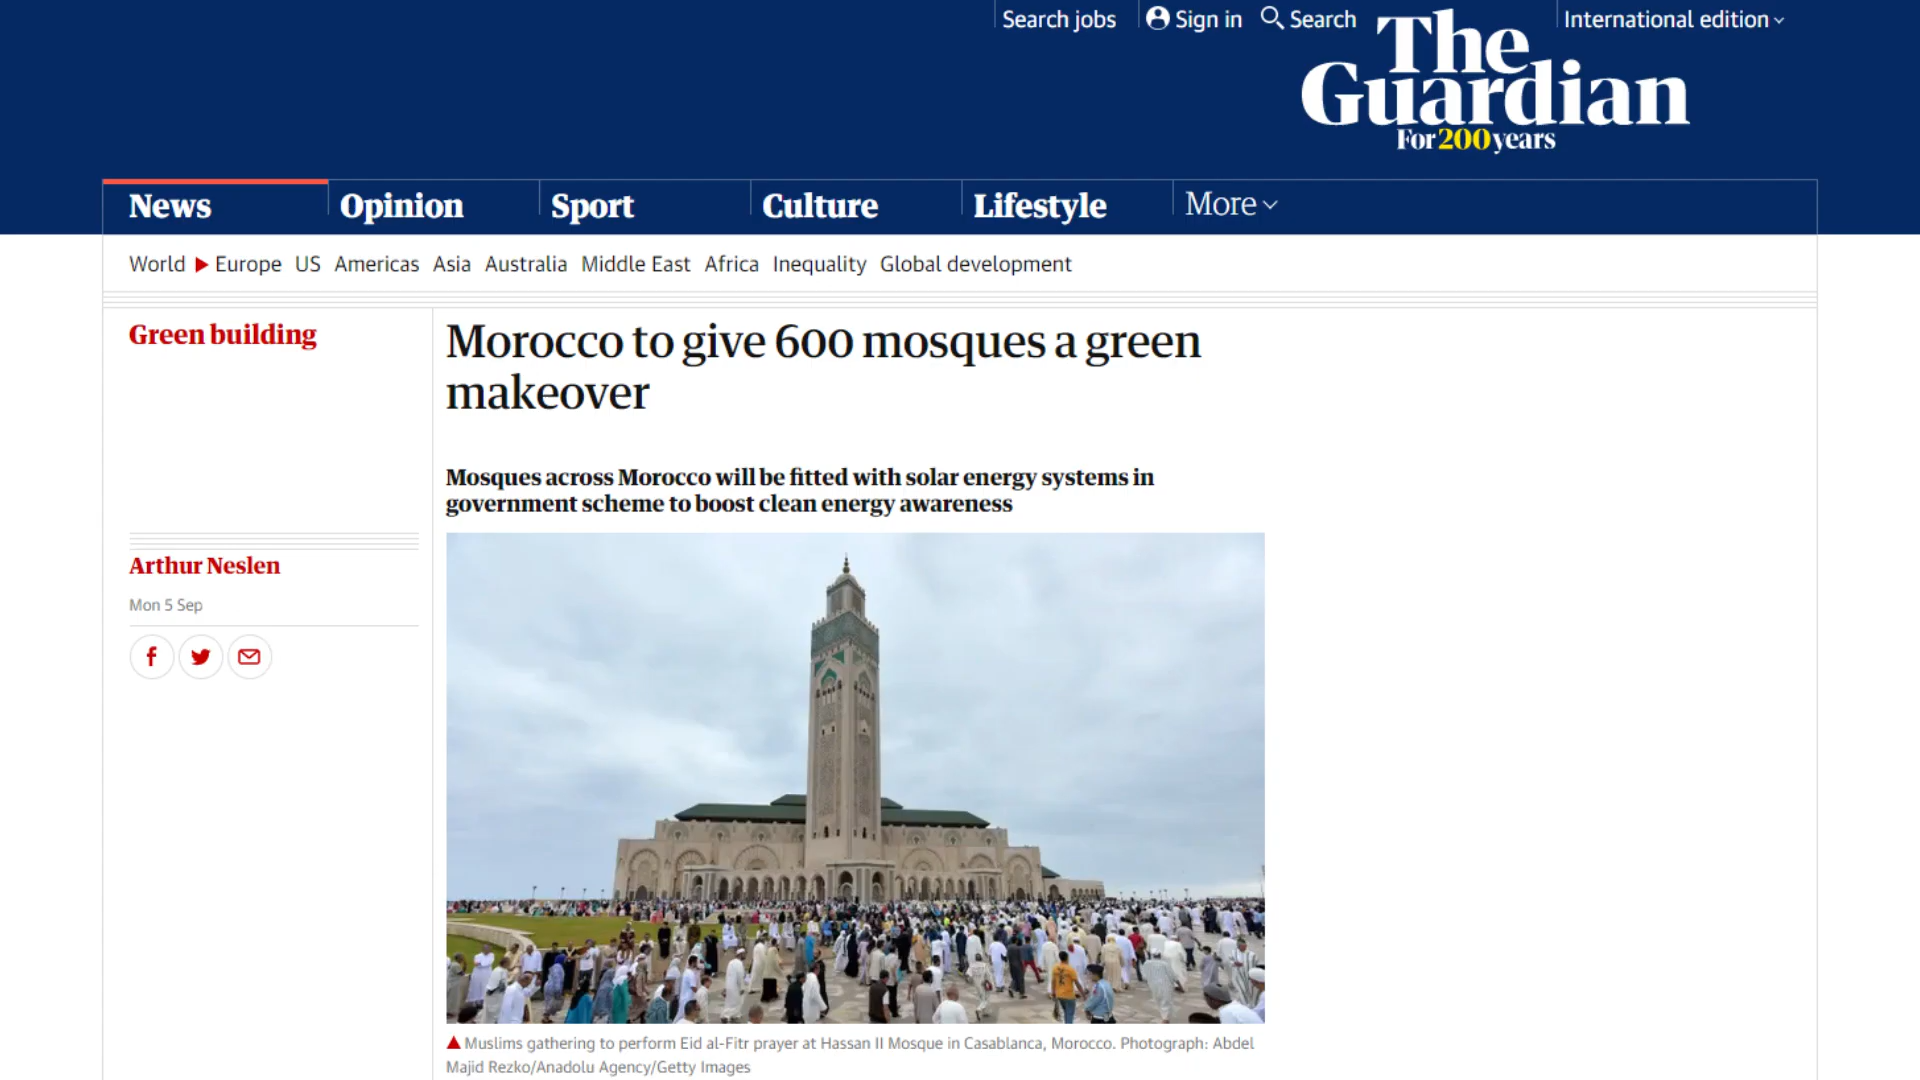 Search jobs
Sign in
Search
International edition
The
Guardian
For 200 years
News
Opinion
Sport
Culture
Lifestyle
More
World Europe US Americas Asia Australia Middle East Africa Inequality Global development
Green building
Morocco to give 600 mosques a green
makeover
Mosques across Morocco will be fitted with solar energy systems in
government scheme to boost clean energy awareness
Arthur Neslen
Mon 5 Sep
Muslims gathering to perform Eid al-Fitr prayer at Hassan II Mosque in Casablanca, Morocco. Photograph: Abdel
Majid Rezko/Anadolu Agency/Getty Images